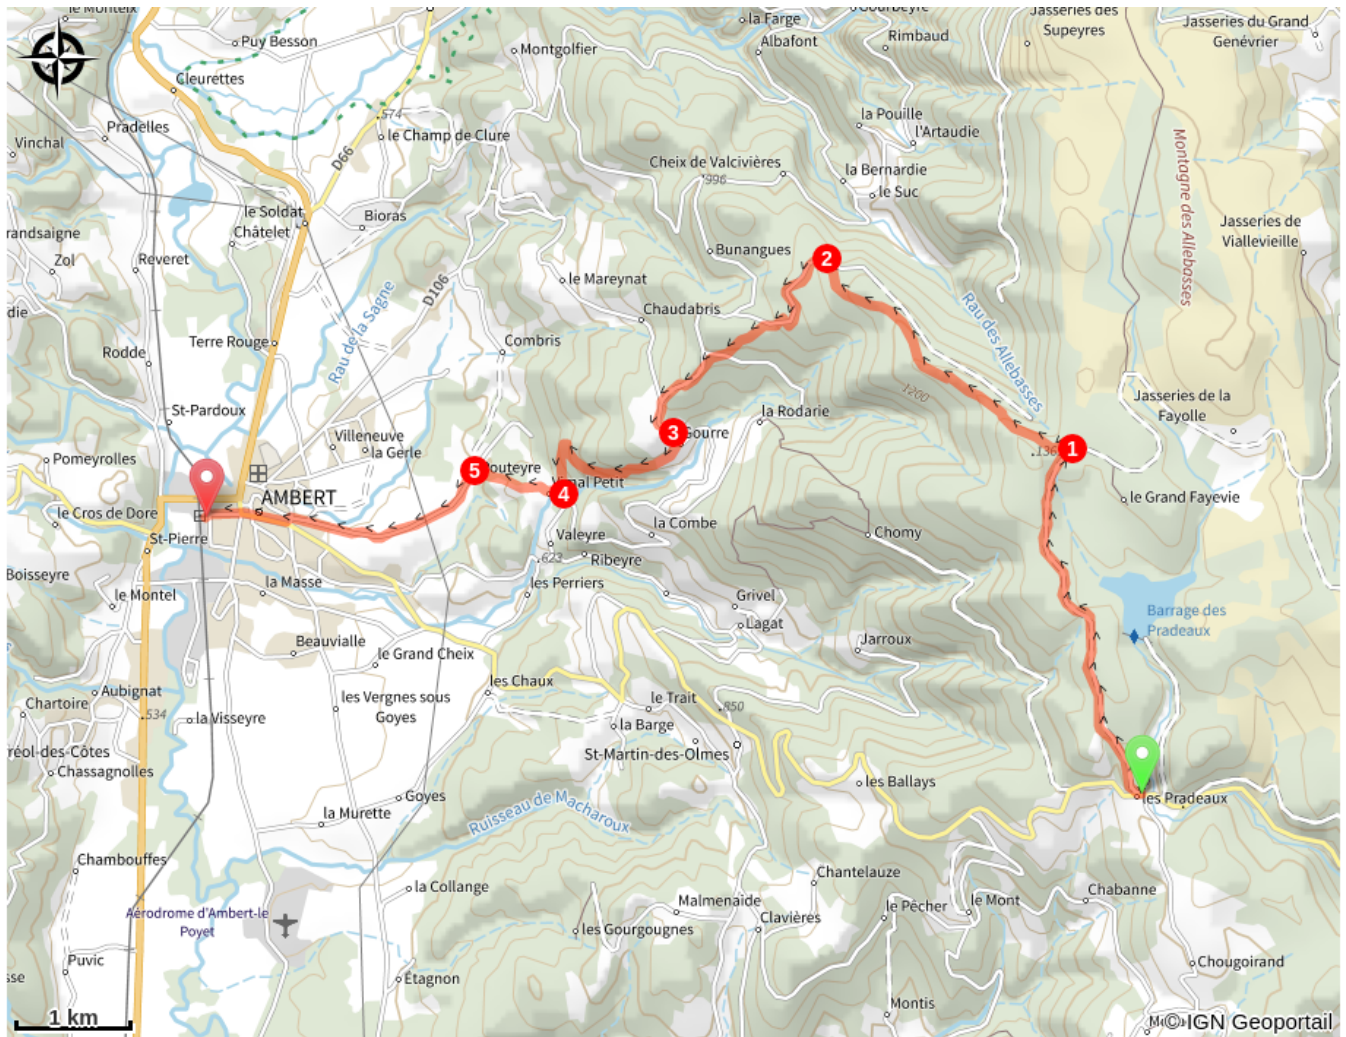 le Monteix
la Farge
Jasseries des
Supeyres
Jasseries du Grand
Genévrier
Puy Besson
Montgolfier
Albafont
Rimbaud
Cleurettes
574
la Pouille
Pradelles
le Champ de Clure
l'Artaudie
Vinchal
D66
Cheix de Valcivières
996
la Bernardie
le Suc
Montagne des Allebasses
le Soldat
Châtelet
Bioras
Jasseries de
Viallevieille
randsaigne
Zol
Reveret
Bunangues
2
le Mareynat
D106
Rau de la Sagne
Rau des Allebasses
die
Chaudabris
Terre Rouge
Combris
Rodde
1200
Jasseries de la
Fayolle
St-Pardoux
la Rodarie
Villeneuve
la Gerle
3
Gourre
1
Pomeyrolles
5
outeyre
4
le Grand Fayevie
AMBERT
le Cros de Dore
la Combe
Chomy
St-Pierre
Valeyre
623
Ribeyre
Boisseyre
la Masse
les Perriers
le Montel
Grivel
Barrage des
Pradeaux
Lagat
Beauvialle
Jarroux
le Grand Cheix
les Chaux
Aubignat
les Vergnes sous
Goyes
le Trait
850
Chartoire
534
la Visseyre
la Barge
réol-des-Côtes
St-Martin-des-Olmes
Chassagnolles
les Ballays
Goyes
les Pradeaux
la Murette
Ruisseau de Macharoux
Chambouffes
Chantelauze
la Collange
Chabanne
Malmenaide
le Pêcher
le Mont
Aérodrome d'Ambert-le
Poyet
Clavières
les Gourgougnes
Puvic
Chougoirand
sse
Étagnon
Montis
1 km
© IGN Geoportail